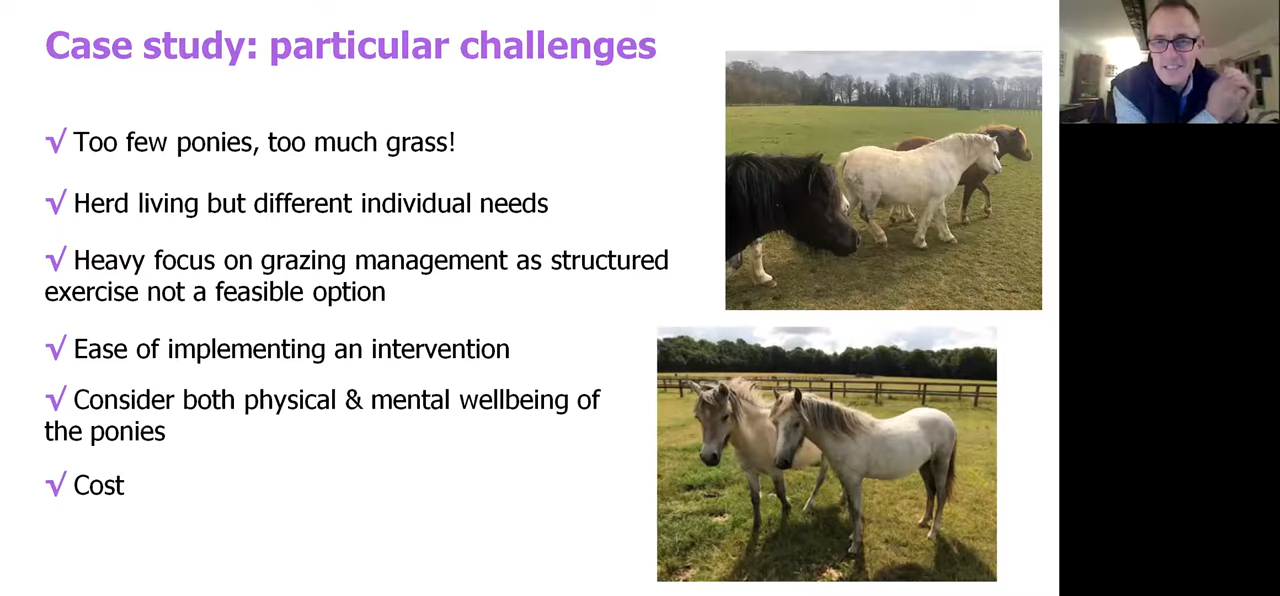 Case study: particular challenges
√ Too few ponies, too much grass!
√ Herd living but different individual needs
√ Heavy focus on grazing management as structured
exercise not a feasible option
√ Ease of implementing an intervention
√ Consider both physical & mental wellbeing of
the ponies
√ Cost